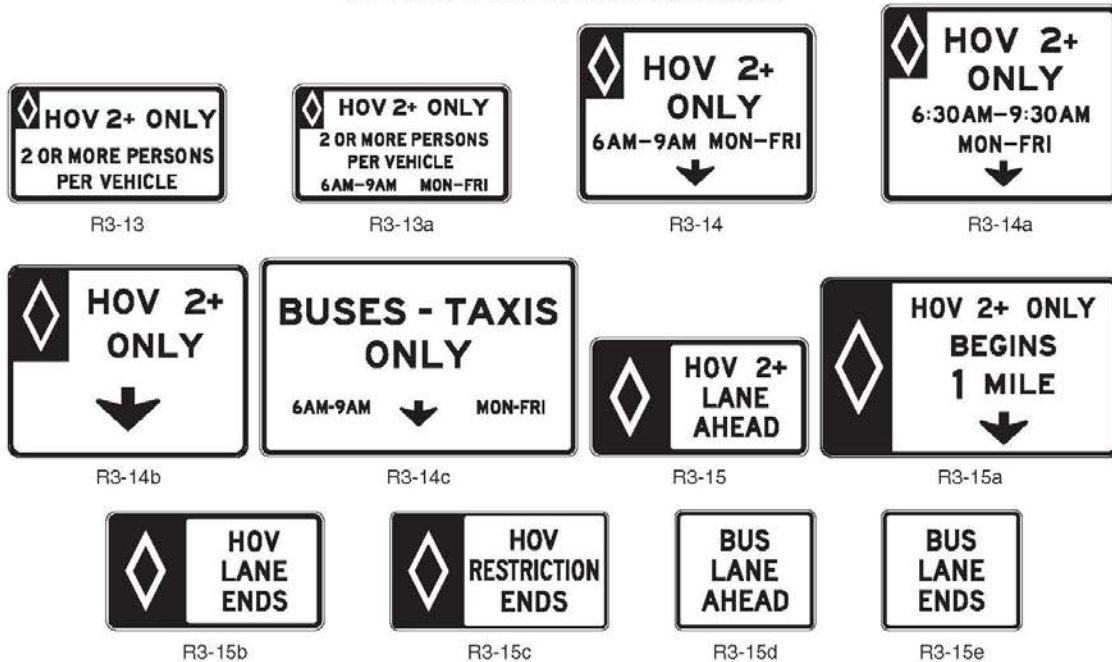 HOV 2+ ONLY
2 OR MORE PERSONS
PER VEHICLE
R3-13
HOV 2+ ONLY
2 OR MORE PERSONS
PER VEHICLE
6AM–9AM MON–FRI
R3-13a
HOV 2+
ONLY
6AM–9AM MON–FRI
R3-14
HOV 2+
ONLY
6:30AM–9:30AM
MON–FRI
R3-14a
HOV 2+
ONLY
R3-14b
BUSES - TAXIS
ONLY
6AM-9AM MON-FRI
R3-14c
HOV 2+
LANE
AHEAD
R3-15
HOV 2+ ONLY
BEGINS
1 MILE
R3-15a
HOV
LANE
ENDS
R3-15b
HOV
RESTRICTION
ENDS
R3-15c
BUS
LANE
AHEAD
R3-15d
BUS
LANE
ENDS
R3-15e